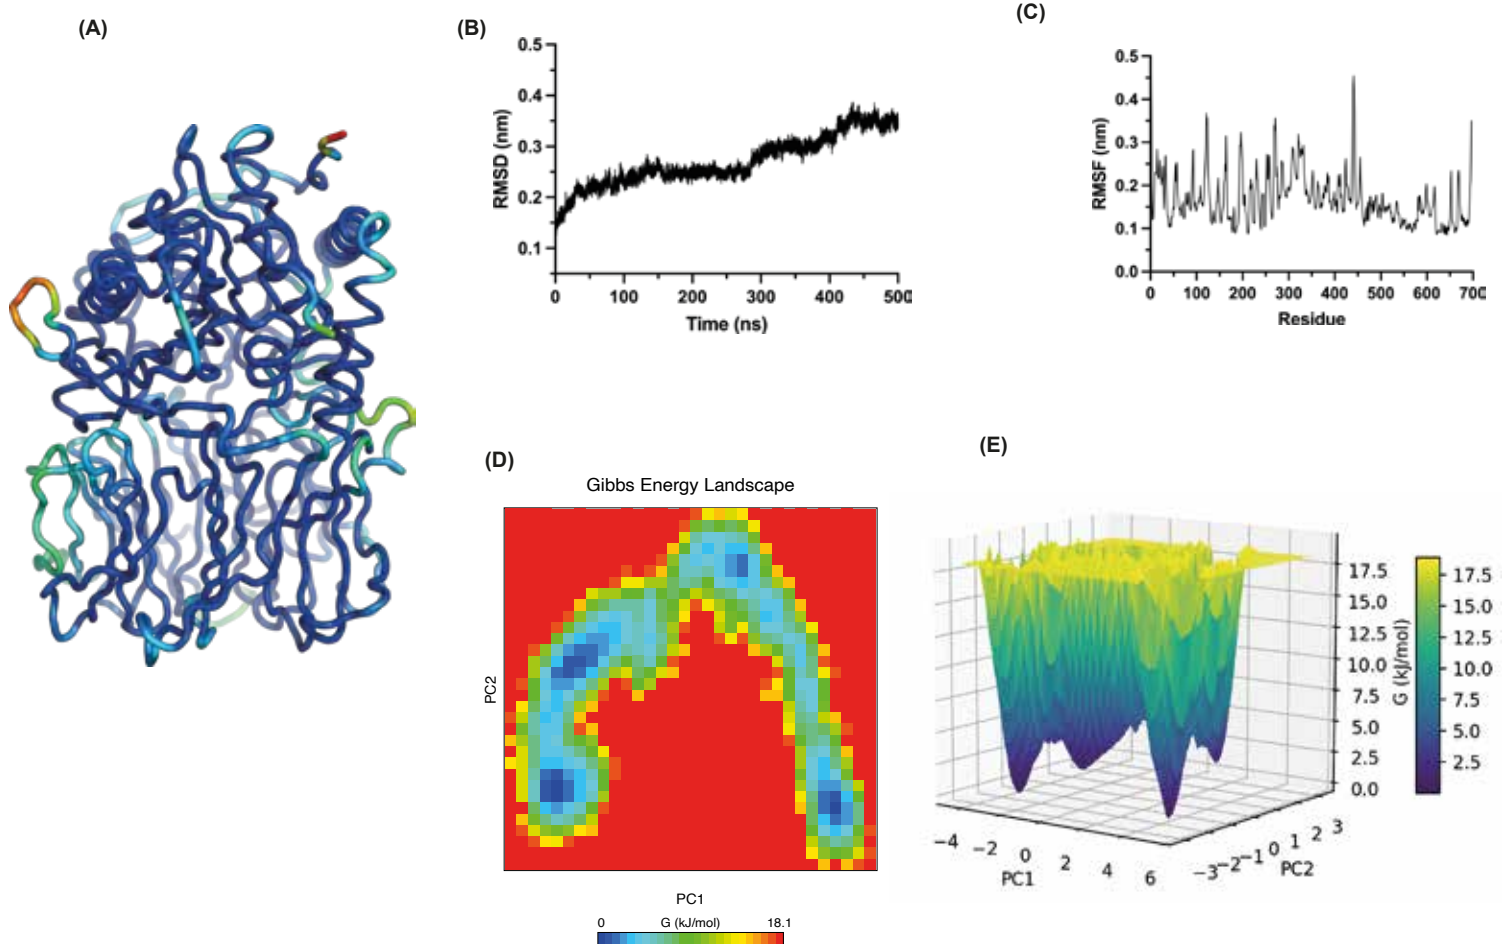 (A)
(B)
0.5
0.4
0.3
0.2
0.1
RMSD (nm)
0 100 200 300 400 500
Time (ns)
(C)
0.5
0.4
0.3
0.2
0.1
0.0
RMSF (nm)
0 100 200 300 400 500 600 700
Residue
(D)
Gibbs Energy Landscape
PC2
PC1
0 G (kJ/mol) 18.1
(E)
17.5
15.0
12.5
10.0
7.5
5.0
2.5
0.0
G (kJ/mol)
−4 −2 0 2 4 6
PC1
−3 −2 −1 0 1 2 3
PC2
17.5
15.0
12.5
10.0
7.5
5.0
2.5